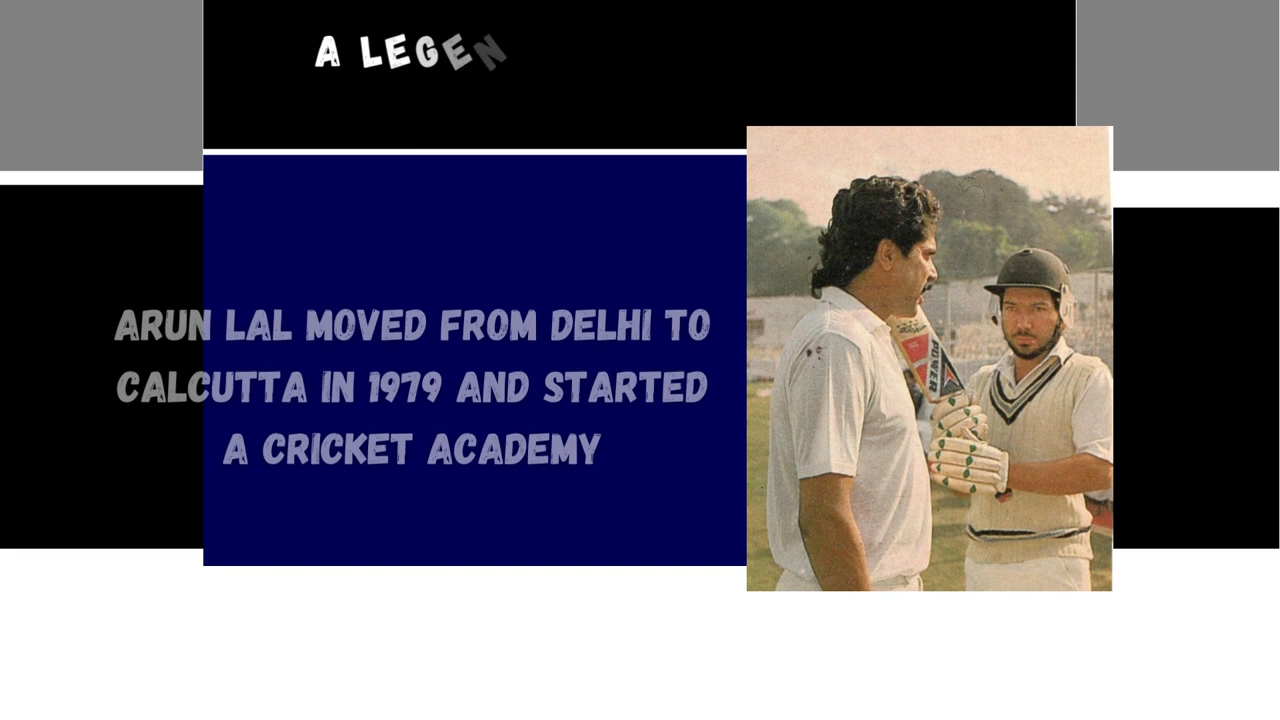 A LEGEN
ARUN LAL MOVED FROM DELHI TO
CALCUTTA IN 1979 AND STARTED
A CRICKET ACADEMY
POWER